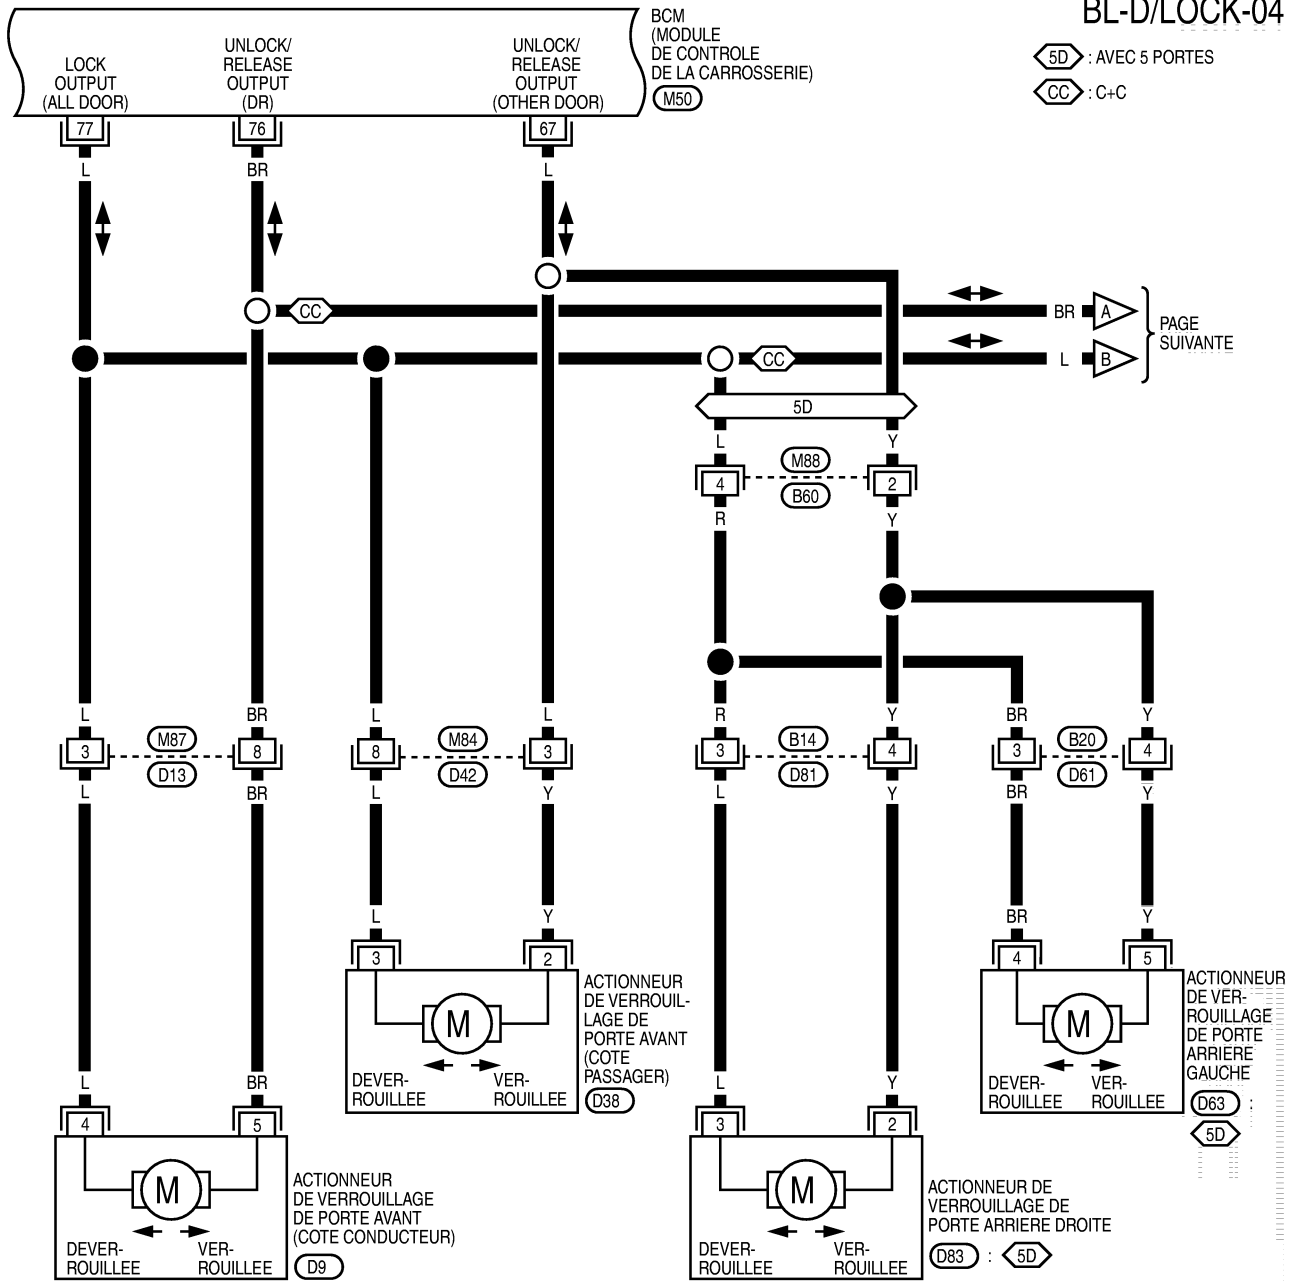 BL-D/LOCK-04
BCM
(MODULE
DE CONTROLE
DE LA CARROSSERIE)
M50
5D : AVEC 5 PORTES
CC : C+C
LOCK
OUTPUT
(ALL DOOR)
UNLOCK/
RELEASE
OUTPUT
(DR)
UNLOCK/
RELEASE
OUTPUT
(OTHER DOOR)
77 76 67
L BR L
CC BR A
CC L B
PAGE
SUIVANTE
5D
L Y
4 M88 2
B60
R Y
L BR L L R Y BR Y
3 M87 8 8 M84 3 3 B14 4 3 B20 4
D13 D42 D81 D61
L BR L Y L Y BR Y
L Y BR Y
3 2 4 5
M M
DEVER-
ROUILLEE
VER-
ROUILLEE
ACTIONNEUR
DE VERROUIL-
LAGE DE
PORTE AVANT
(COTE
PASSAGER)
D38
DEVER-
ROUILLEE
VER-
ROUILLEE
ACTIONNEUR
DE VER-
ROUILLAGE
DE PORTE
ARRIERE
GAUCHE
D63 :
5D
L BR L Y
4 5 3 2
M M
DEVER-
ROUILLEE
VER-
ROUILLEE
ACTIONNEUR
DE VERROUILLAGE
DE PORTE AVANT
(COTE CONDUCTEUR)
D9
DEVER-
ROUILLEE
VER-
ROUILLEE
ACTIONNEUR DE
VERROUILLAGE DE
PORTE ARRIERE DROITE
D83 : 5D